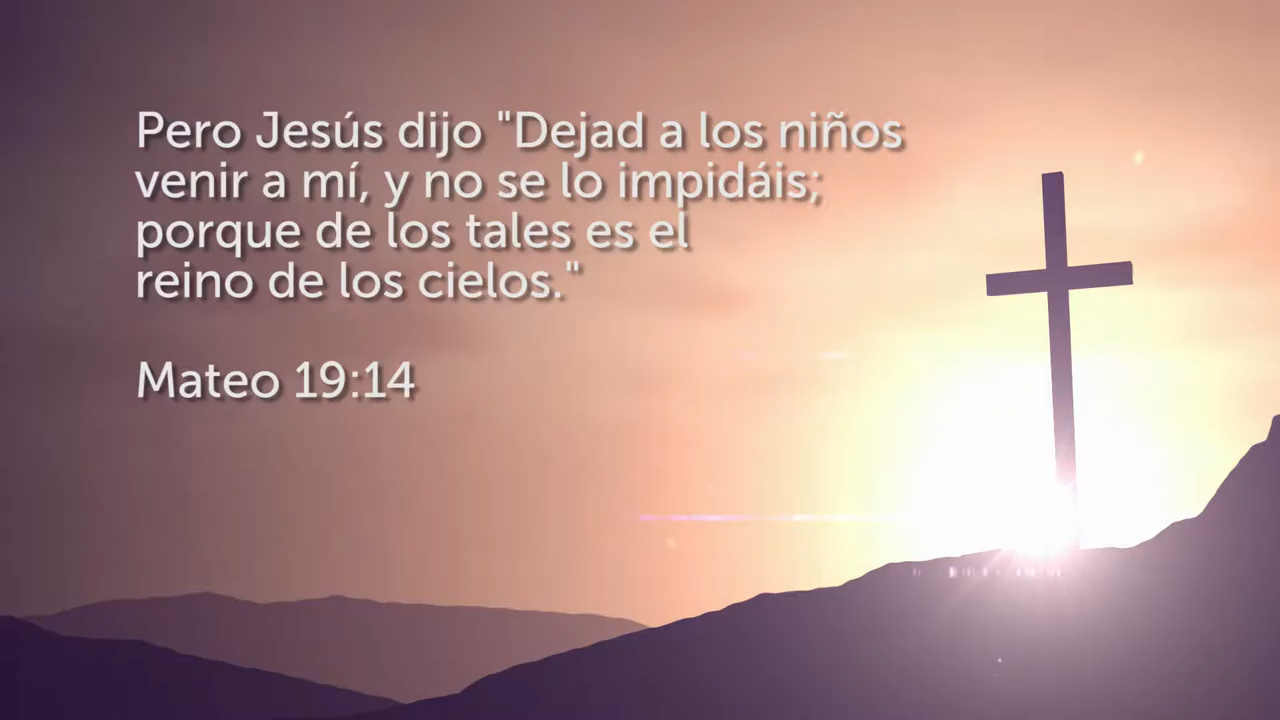 Pero Jesús dijo "Dejad a los niños
venir a mí, y no se lo impidáis;
porque de los tales es el
reino de los cielos."
Mateo 19:14